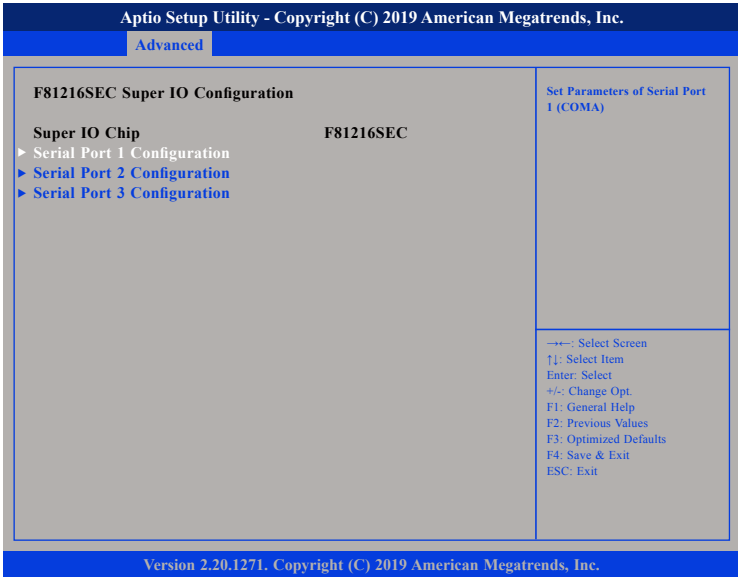 Aptio Setup Utility - Copyright (C) 2019 American Megatrends, Inc.
Advanced
F81216SEC Super IO Configuration
Super IO Chip F81216SEC
► Serial Port 1 Configuration
► Serial Port 2 Configuration
► Serial Port 3 Configuration
Set Parameters of Serial Port
1 (COMA)
→←: Select Screen
↑↓: Select Item
Enter: Select
+/-: Change Opt.
F1: General Help
F2: Previous Values
F3: Optimized Defaults
F4: Save & Exit
ESC: Exit
Version 2.20.1271. Copyright (C) 2019 American Megatrends, Inc.